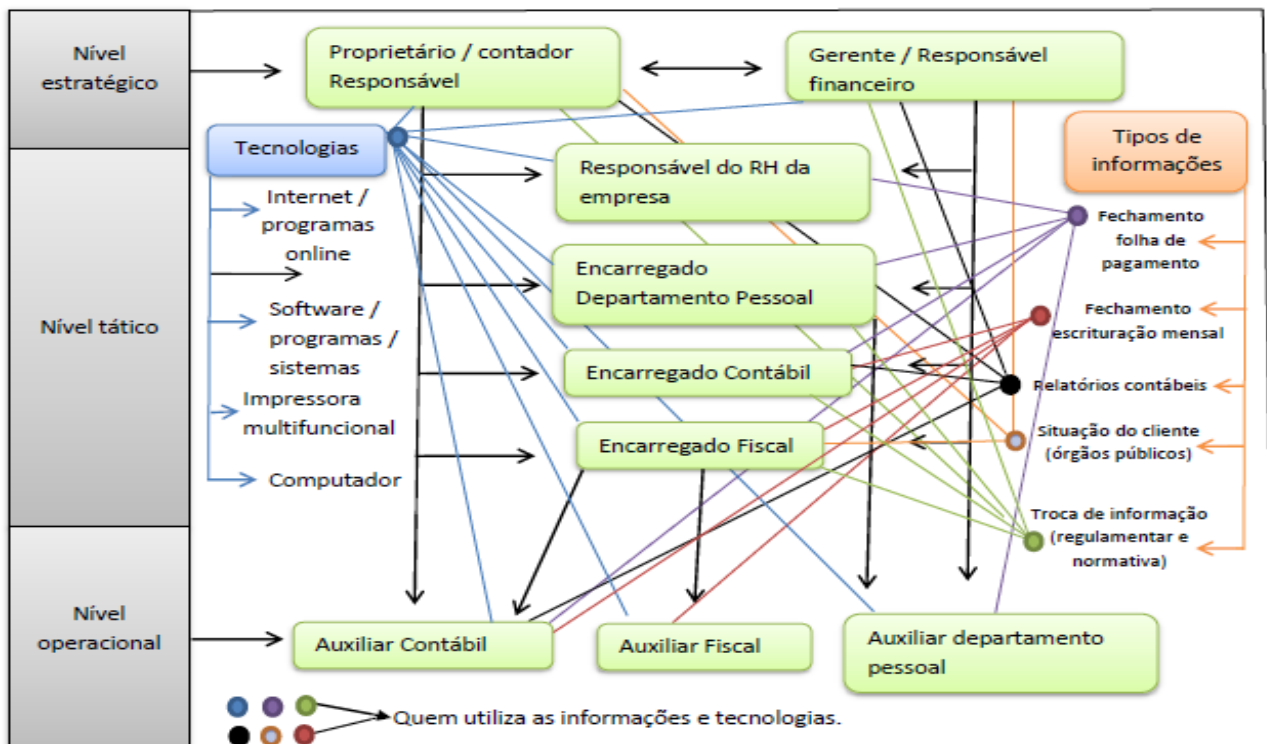 Nível
estratégico
Proprietário / contador
Responsável
Gerente / Responsável
financeiro
Tecnologias
Internet /
programas
online
Software /
programas /
sistemas
Impressora
multifuncional
Computador
Nível tático
Responsável do RH da
empresa
Encarregado
Departamento Pessoal
Encarregado Contábil
Encarregado Fiscal
Tipos de
informações
Fechamento
folha de
pagamento
Fechamento
escrituração mensal
Relatórios contábeis
Situação do cliente
(órgãos públicos)
Troca de informação
(regulamentar e
normativa)
Nível
operacional
Auxiliar Contábil
Auxiliar Fiscal
Auxiliar departamento
pessoal
Quem utiliza as informações e tecnologias.